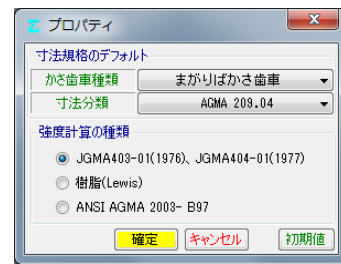 Σ プロパティ
寸法規格のデフォルト
かさ歯車種類 まがりばかさ歯車
寸法分類 AGMA 209.04
強度計算の種類
JGMA403-01(1976)、JGMA404-01(1977)
樹脂(Lewis)
ANSI AGMA 2003- B97
確定 キャンセル 初期値